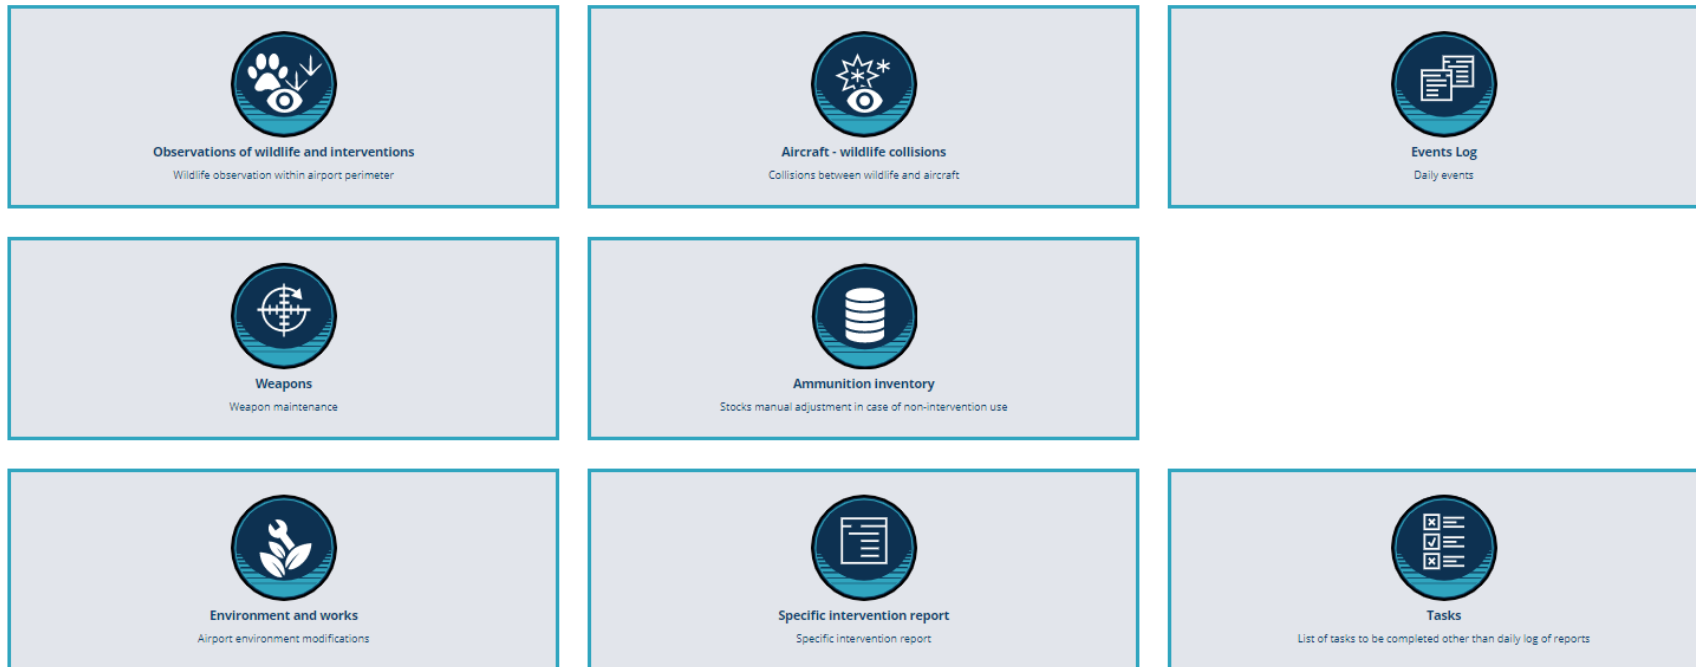 Observations of wildlife and interventions
Wildlife observation within airport perimeter
Aircraft - wildlife collisions
Collisions between wildlife and aircraft
Events Log
Daily events
Weapons
Weapon maintenance
Ammunition inventory
Stocks manual adjustment in case of non-intervention use
Environment and works
Airport environment modifications
Specific intervention report
Specific intervention report
Tasks
List of tasks to be completed other than daily log of reports